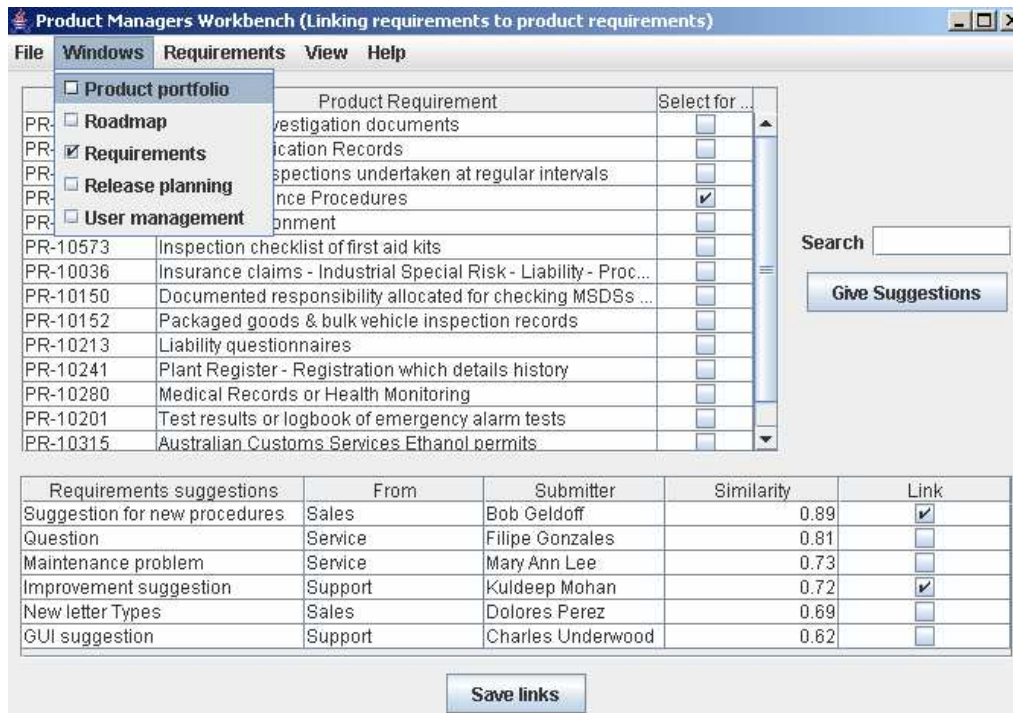 Product Managers Workbench (Linking requirements to product requirements)
File Windows Requirements View Help
Product portfolio
Roadmap
Requirements
Release planning
User management
Product Requirement Select for ...
PR- vestigation documents
PR- ication Records
PR- spections undertaken at regular intervals
PR- nce Procedures
PR- onment
PR-10573 Inspection checklist of first aid kits
PR-10036 Insurance claims - Industrial Special Risk - Liability - Proc...
PR-10150 Documented responsibility allocated for checking MSDSs ...
PR-10152 Packaged goods & bulk vehicle inspection records
PR-10213 Liability questionnaires
PR-10241 Plant Register - Registration which details history
PR-10280 Medical Records or Health Monitoring
PR-10201 Test results or logbook of emergency alarm tests
PR-10315 Australian Customs Services Ethanol permits
Search
Give Suggestions
Requirements suggestions From Submitter Similarity Link
Suggestion for new procedures Sales Bob Geldoff 0.89
Question Service Filipe Gonzales 0.81
Maintenance problem Service Mary Ann Lee 0.73
Improvement suggestion Support Kuldeep Mohan 0.72
New letter Types Sales Dolores Perez 0.69
GUI suggestion Support Charles Underwood 0.62
Save links